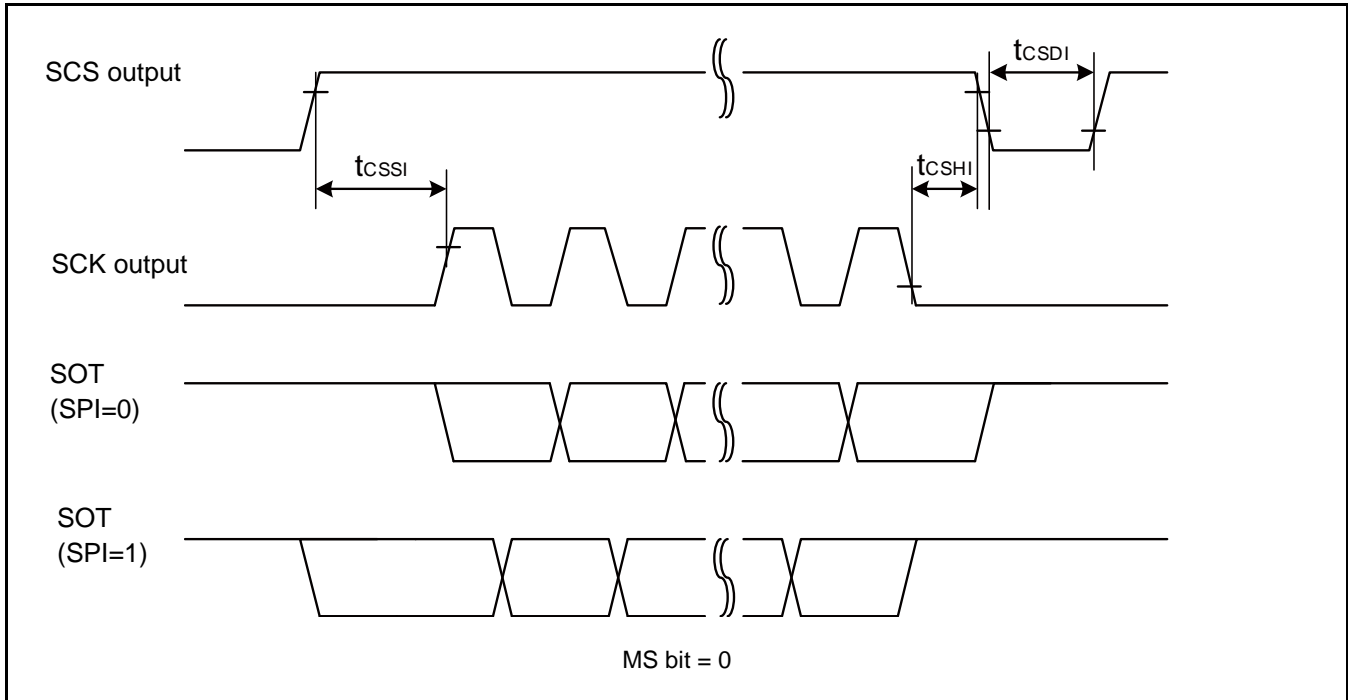 SCS output
tCSDI
tCSSI
tCSHI
SCK output
SOT
(SPI=0)
SOT
(SPI=1)
MS bit = 0